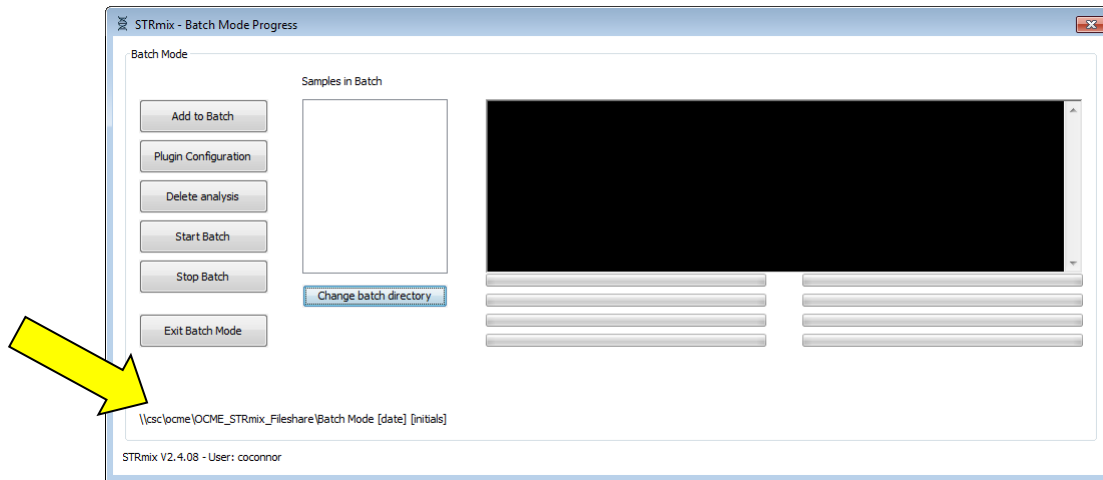 STRmix - Batch Mode Progress
Batch Mode
Samples in Batch
Add to Batch
Plugin Configuration
Delete analysis
Start Batch
Stop Batch
Change batch directory
Exit Batch Mode
\\csc\ocme\OCME_STRmix_Fileshare\Batch Mode [date] [initials]
STRmix V2.4.08 - User: coconnor